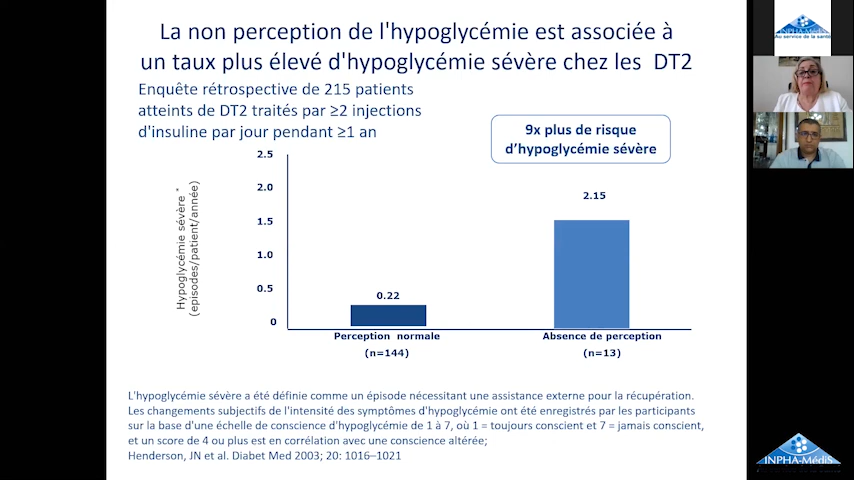 La non perception de l'hypoglycémie est associée à
un taux plus élevé d'hypoglycémie sévère chez les DT2
Enquête rétrospective de 215 patients
atteints de DT2 traités par ≥2 injections
d'insuline par jour pendant ≥1 an
9x plus de risque
d’hypoglycémie sévère
Hypoglycémie sévère *
(episodes/patient/année)
2.5
2.0
1.5
1.0
0.5
0
0.22
2.15
Perception normale
(n=144)
Absence de perception
(n=13)
L'hypoglycémie sévère a été définie comme un épisode nécessitant une assistance externe pour la récupération.
Les changements subjectifs de l'intensité des symptômes d'hypoglycémie ont été enregistrés par les participants
sur la base d'une échelle de conscience d'hypoglycémie de 1 à 7, où 1 = toujours conscient et 7 = jamais conscient,
et un score de 4 ou plus est en corrélation avec une conscience altérée;
Henderson, JN et al. Diabet Med 2003; 20: 1016–1021
INPHA-MédiS
Au service de la santé
INPHA-MédiS